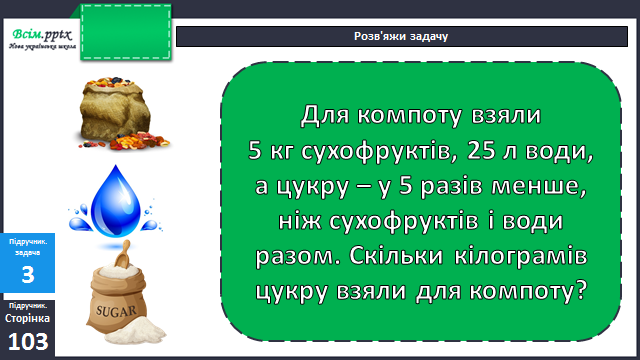 Всім.pptx
Нова українська школа
Розв'яжи задачу
Для компоту взяли
5 кг сухофруктів, 25 л води,
а цукру – у 5 разів менше,
ніж сухофруктів і води
разом. Скільки кілограмів
цукру взяли для компоту?
SUGAR
Підручник.
задача
3
Підручник.
Сторінка
103